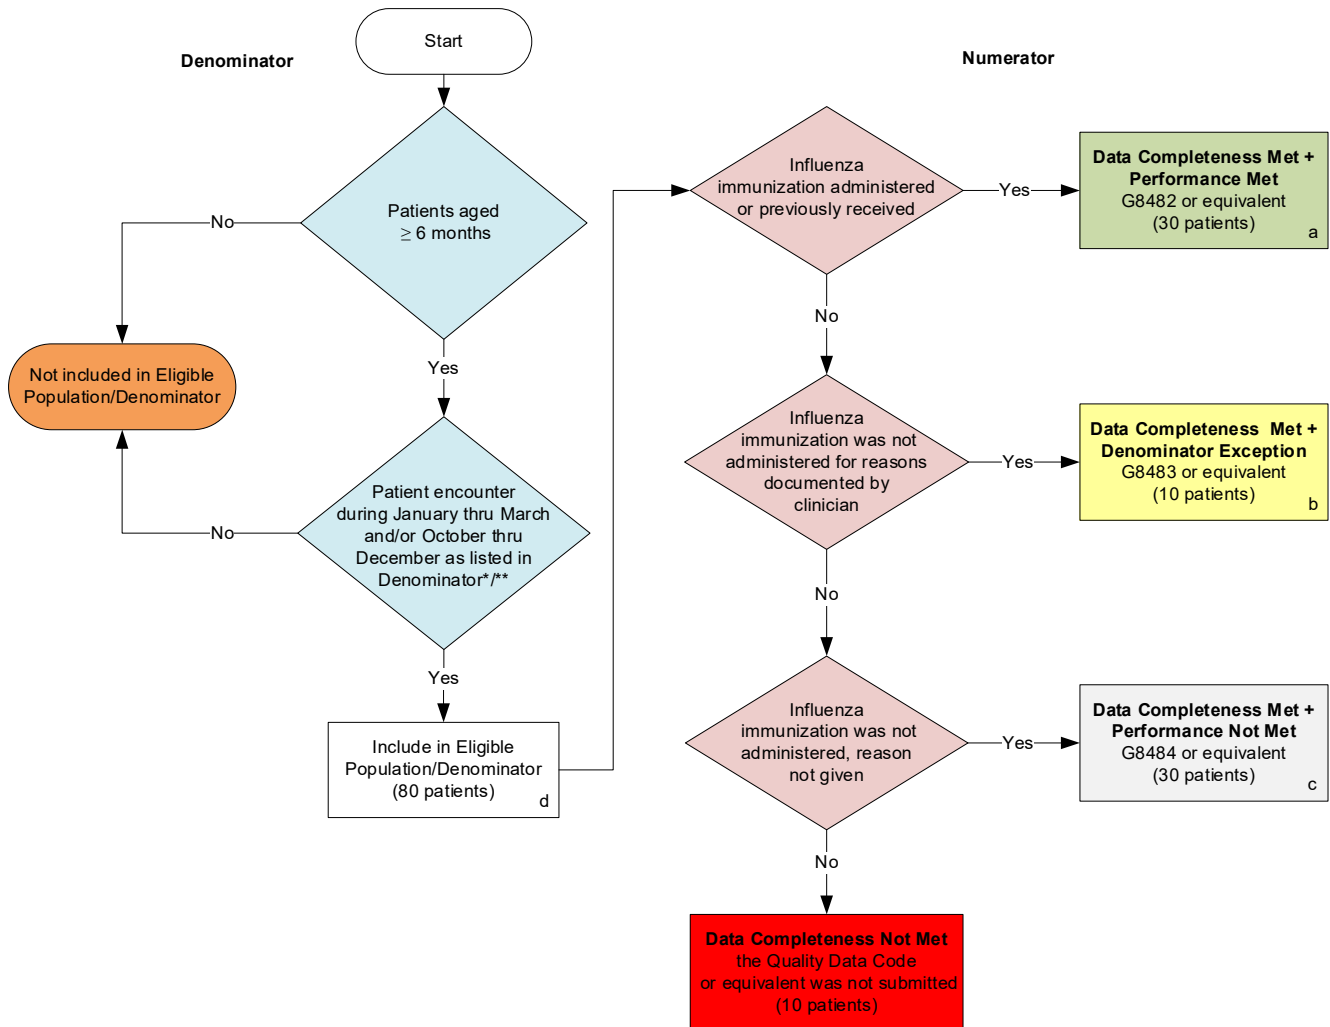 Start
Denominator
Patients aged
≥ 6 months
No
Yes
Not included in Eligible
Population/Denominator
Patient encounter
during January thru March
and/or October thru
December as listed in
Denominator*/**
No
Yes
Include in Eligible
Population/Denominator
(80 patients)
d
Numerator
Influenza
immunization administered
or previously received
Yes
Data Completeness Met +
Performance Met
G8482 or equivalent
(30 patients)
a
No
Influenza
immunization was not
administered for reasons
documented by
clinician
Yes
Data Completeness Met +
Denominator Exception
G8483 or equivalent
(10 patients)
b
No
Influenza
immunization was not
administered, reason
not given
Yes
Data Completeness Met +
Performance Not Met
G8484 or equivalent
(30 patients)
c
No
Data Completeness Not Met
the Quality Data Code
or equivalent was not submitted
(10 patients)